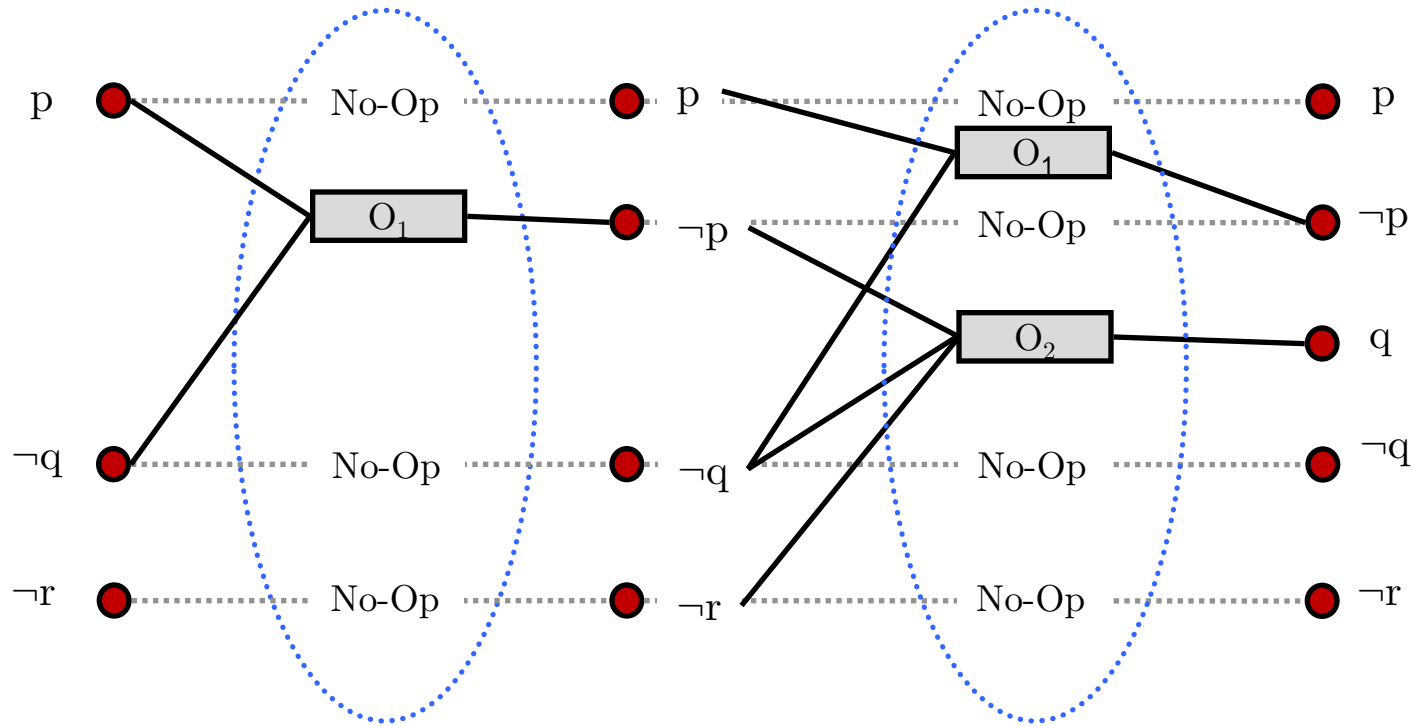 p No-Op p No-Op p
O₁ O₁
¬p No-Op ¬p
O₂ q
¬q No-Op ¬q No-Op ¬q
¬r No-Op ¬r No-Op ¬r